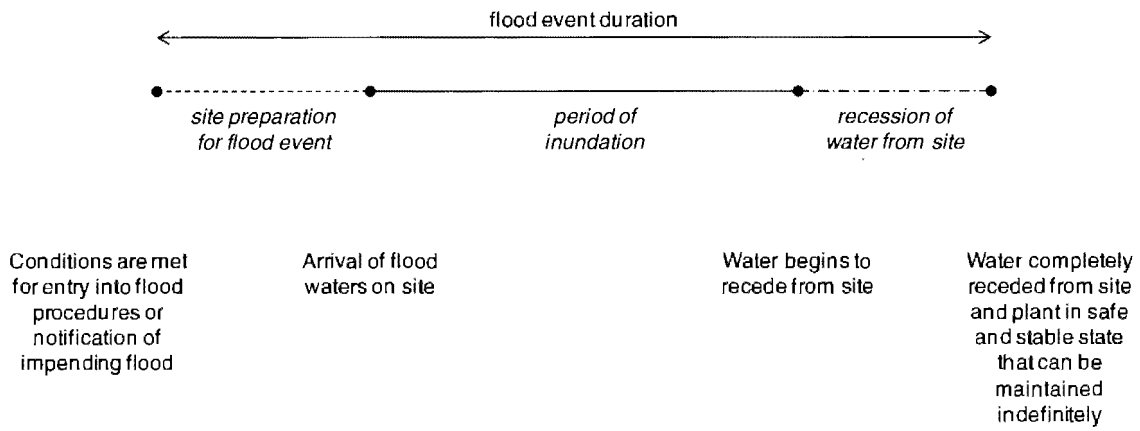 flood event duration
site preparation
for flood event
period of
inundation
recession of
water from site
Conditions are met
for entry into flood
procedures or
notification of
impending flood
Arrival of flood
waters on site
Water begins to
recede from site
Water completely
receded from site
and plant in safe
and stable state
that can be
maintained
indefinitely